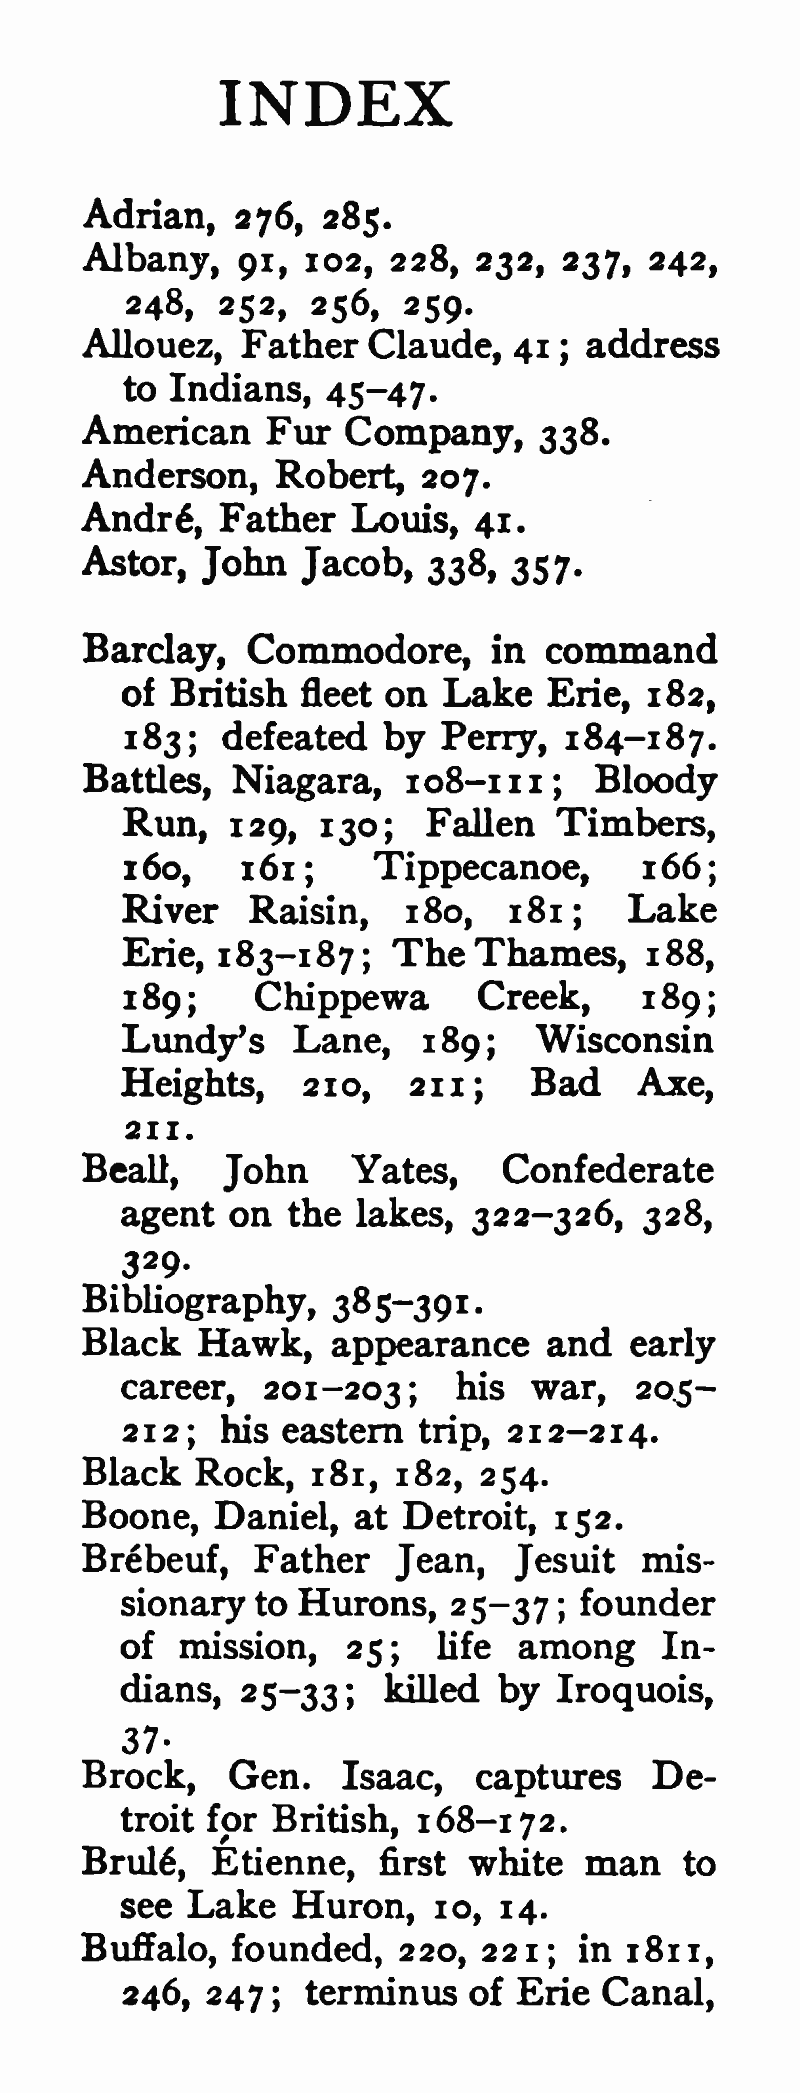 INDEX
Adrian, 276, 285.
Albany, 91, 102, 228, 232, 237, 242,
248, 252, 256, 259.
Allouez, Father Claude, 41; address
to Indians, 45–47.
American Fur Company, 338.
Anderson, Robert, 207.
André, Father Louis, 41.
Astor, John Jacob, 338, 357.
Barclay, Commodore, in command
of British fleet on Lake Erie, 182,
183; defeated by Perry, 184–187.
Battles, Niagara, 108–111; Bloody
Run, 129, 130; Fallen Timbers,
160, 161; Tippecanoe, 166;
River Raisin, 180, 181; Lake
Erie, 183–187; The Thames, 188,
189; Chippewa Creek, 189;
Lundy's Lane, 189; Wisconsin
Heights, 210, 211; Bad Axe,
211.
Beall, John Yates, Confederate
agent on the lakes, 322–326, 328,
329.
Bibliography, 385–391.
Black Hawk, appearance and early
career, 201–203; his war, 205–
212; his eastern trip, 212–214.
Black Rock, 181, 182, 254.
Boone, Daniel, at Detroit, 152.
Brébeuf, Father Jean, Jesuit mis-
sionary to Hurons, 25–37; founder
of mission, 25; life among In-
dians, 25–33; killed by Iroquois,
37.
Brock, Gen. Isaac, captures De-
troit for British, 168–172.
Brulé, Étienne, first white man to
see Lake Huron, 10, 14.
Buffalo, founded, 220, 221; in 1811,
246, 247; terminus of Erie Canal,